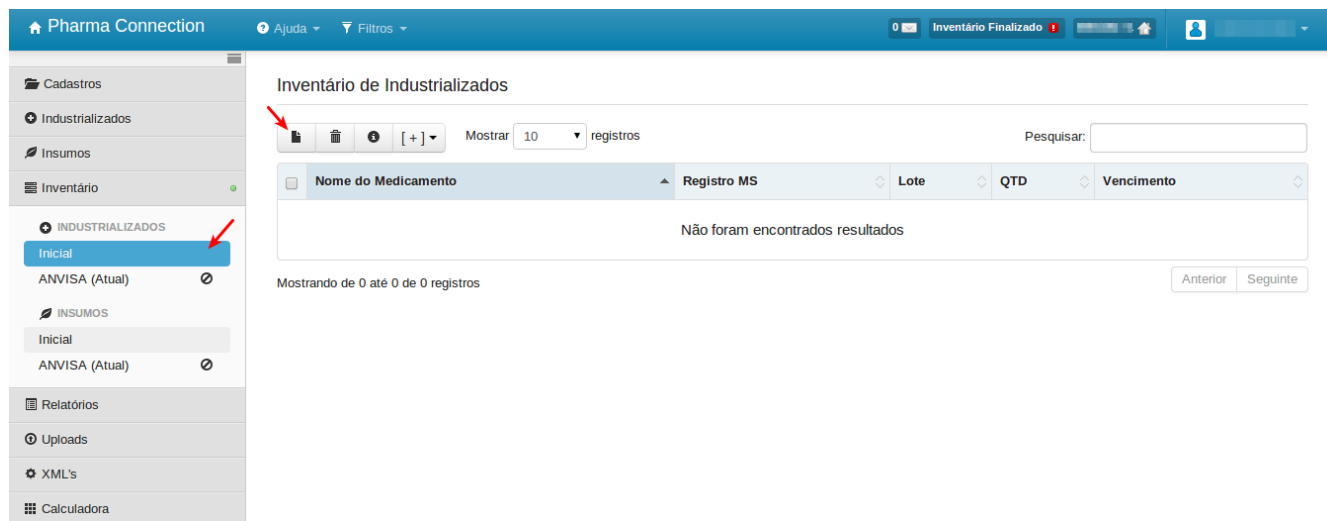 Pharma Connection Ajuda Filtros 0 Inventário Finalizado !
Cadastros
Industrializados
Insumos
Inventário
INDUSTRIALIZADOS
Inicial
ANVISA (Atual)
INSUMOS
Inicial
ANVISA (Atual)
Relatórios
Uploads
XML's
Calculadora
Inventário de Industrializados
[ + ] Mostrar 10 registros Pesquisar:
Nome do Medicamento Registro MS Lote QTD Vencimento
Não foram encontrados resultados
Mostrando de 0 até 0 de 0 registros Anterior Seguinte